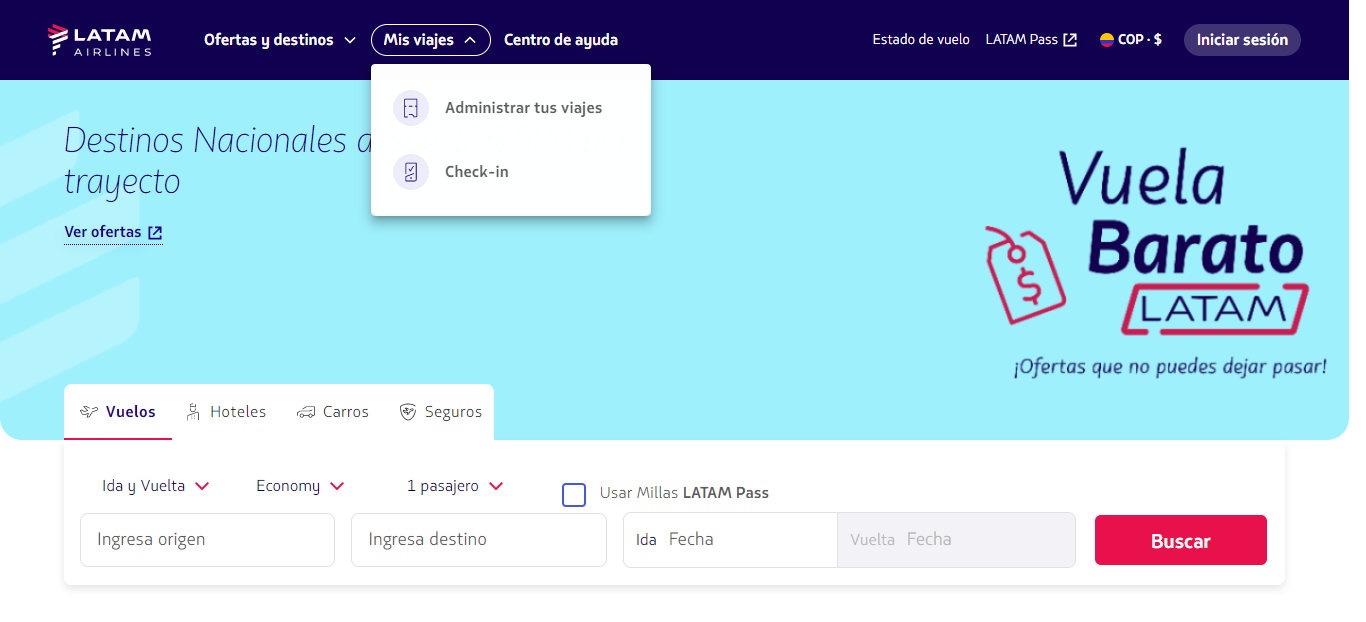 LATAM
AIRLINES
Ofertas y destinos
Mis viajes
Centro de ayuda
Estado de vuelo
LATAM Pass
COP · $
Iniciar sesión
Administrar tus viajes
Check-in
Destinos Nacionales
trayecto
Ver ofertas
Vuela
Barato
LATAM
$
¡Ofertas que no puedes dejar pasar!
Vuelos
Hoteles
Carros
Seguros
Ida y Vuelta
Economy
1 pasajero
Usar Millas LATAM Pass
Ingresa origen
Ingresa destino
Ida Fecha
Vuelta Fecha
Buscar